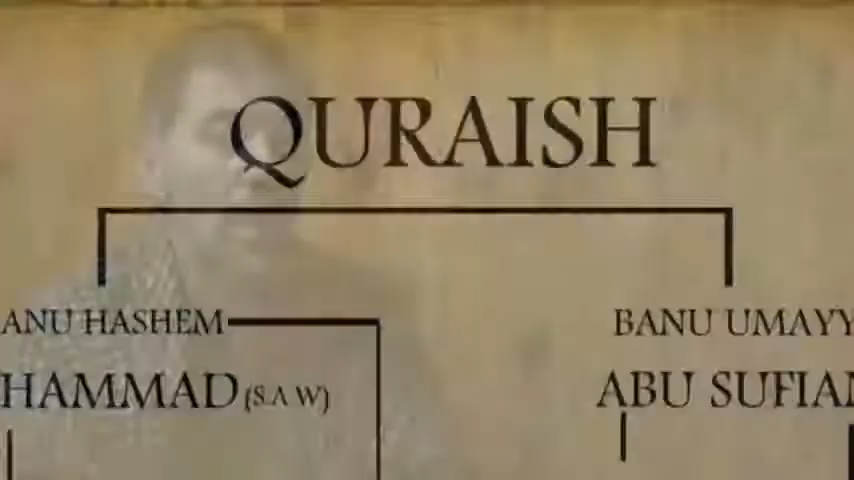 QURAISH
ANU HASHEM BANU UMAYY
HAMMAD (S.A W) ABU SUFIAN